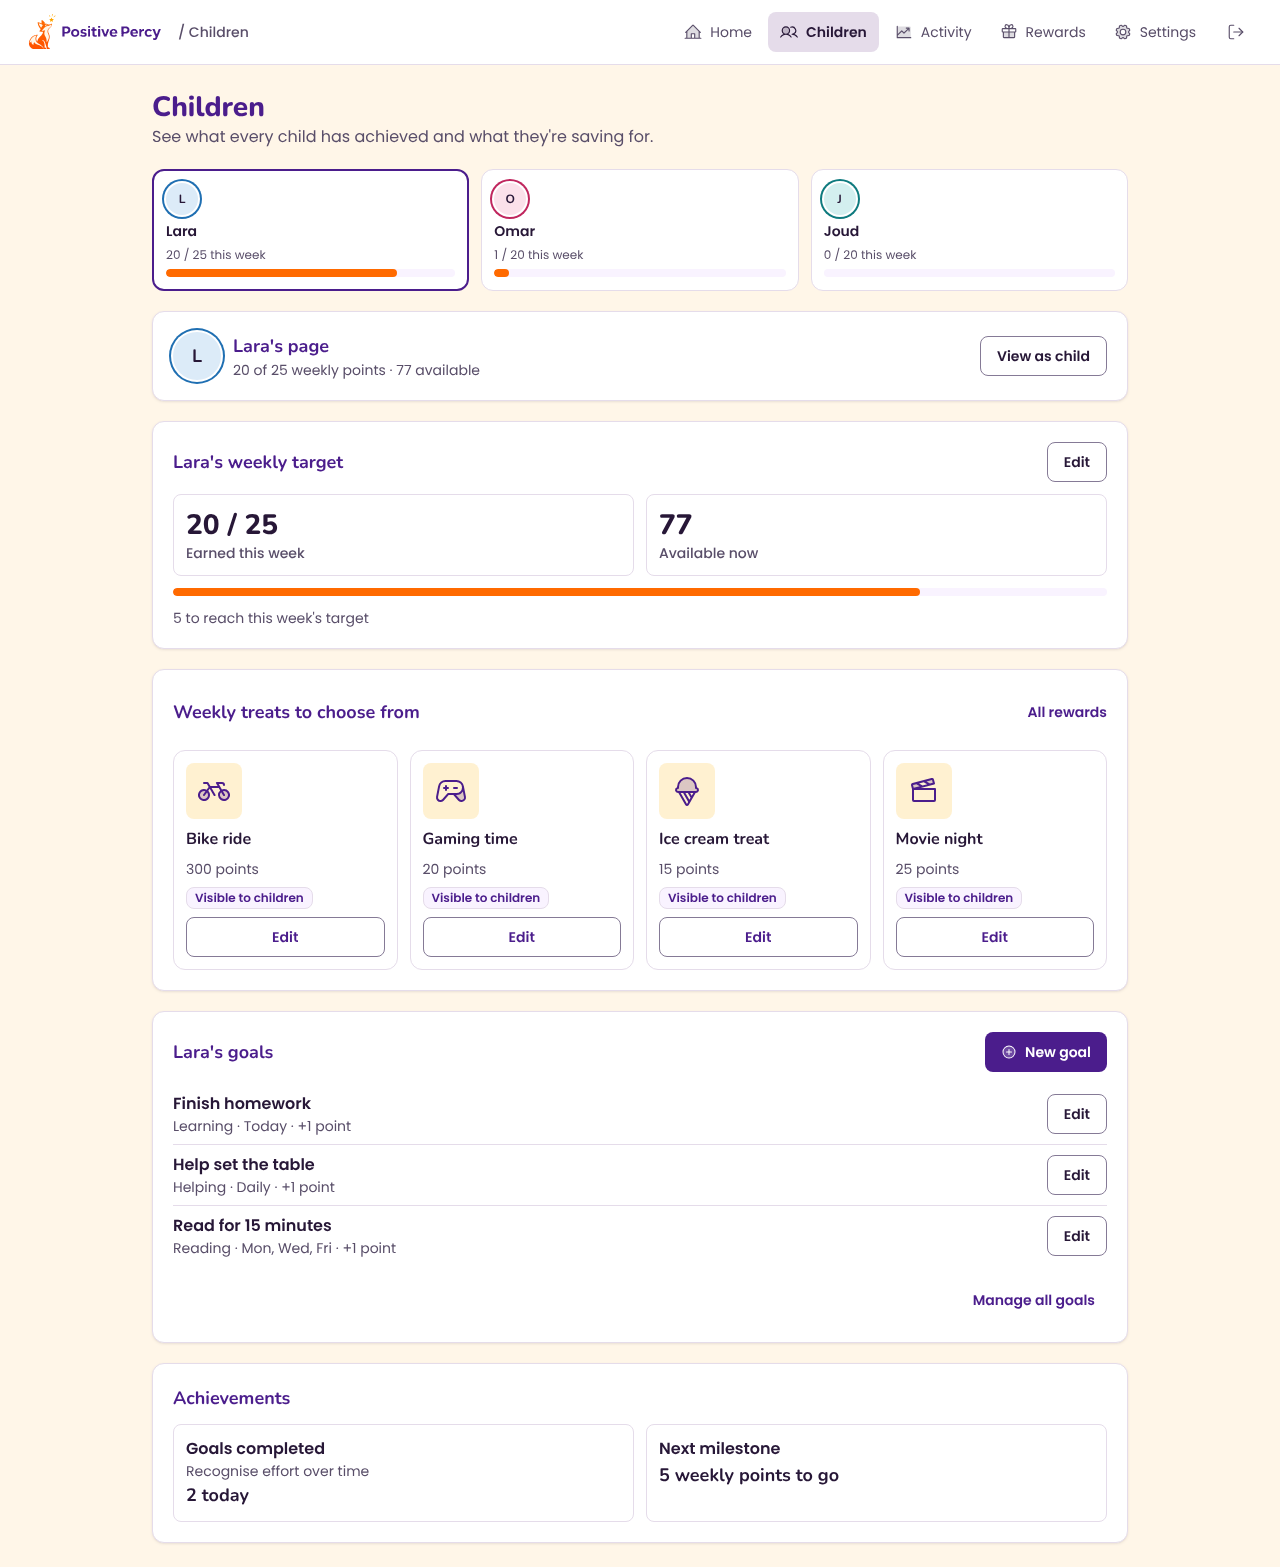 Positive Percy / Children
Home
Children
Activity
Rewards
Settings
Children
See what every child has achieved and what they're saving for.
L
Lara
20 / 25 this week
O
Omar
1 / 20 this week
J
Joud
0 / 20 this week
L
Lara's page
20 of 25 weekly points · 77 available
View as child
Lara's weekly target
Edit
20 / 25
Earned this week
77
Available now
5 to reach this week's target
Weekly treats to choose from
All rewards
Bike ride
300 points
Visible to children
Edit
Gaming time
20 points
Visible to children
Edit
Ice cream treat
15 points
Visible to children
Edit
Movie night
25 points
Visible to children
Edit
Lara's goals
New goal
Finish homework
Learning · Today · +1 point
Edit
Help set the table
Helping · Daily · +1 point
Edit
Read for 15 minutes
Reading · Mon, Wed, Fri · +1 point
Edit
Manage all goals
Achievements
Goals completed
Recognise effort over time
2 today
Next milestone
5 weekly points to go